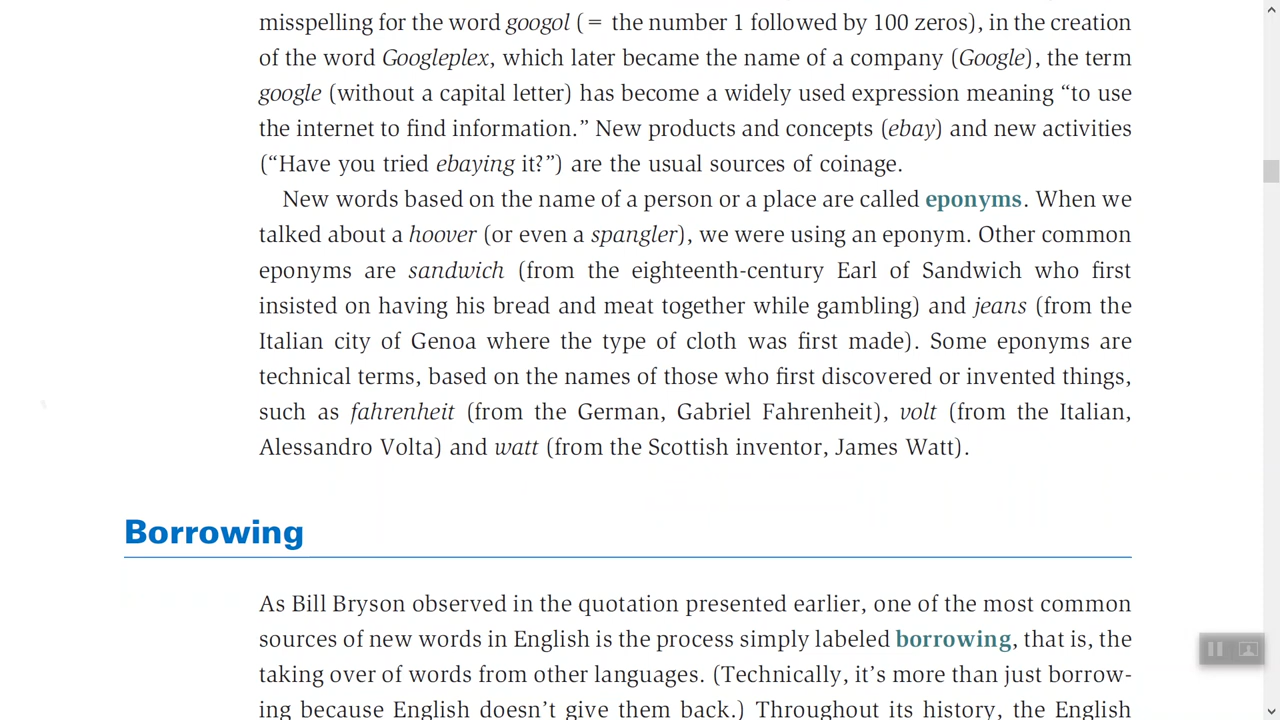 misspelling for the word googol (= the number 1 followed by 100 zeros), in the creation
of the word Googleplex, which later became the name of a company (Google), the term
google (without a capital letter) has become a widely used expression meaning “to use
the internet to find information.” New products and concepts (ebay) and new activities
(“Have you tried ebaying it?”) are the usual sources of coinage.
New words based on the name of a person or a place are called eponyms. When we
talked about a hoover (or even a spangler), we were using an eponym. Other common
eponyms are sandwich (from the eighteenth-century Earl of Sandwich who first
insisted on having his bread and meat together while gambling) and jeans (from the
Italian city of Genoa where the type of cloth was first made). Some eponyms are
technical terms, based on the names of those who first discovered or invented things,
such as fahrenheit (from the German, Gabriel Fahrenheit), volt (from the Italian,
Alessandro Volta) and watt (from the Scottish inventor, James Watt).
Borrowing
As Bill Bryson observed in the quotation presented earlier, one of the most common
sources of new words in English is the process simply labeled borrowing, that is, the
taking over of words from other languages. (Technically, it’s more than just borrow-
ing because English doesn’t give them back.) Throughout its history, the English